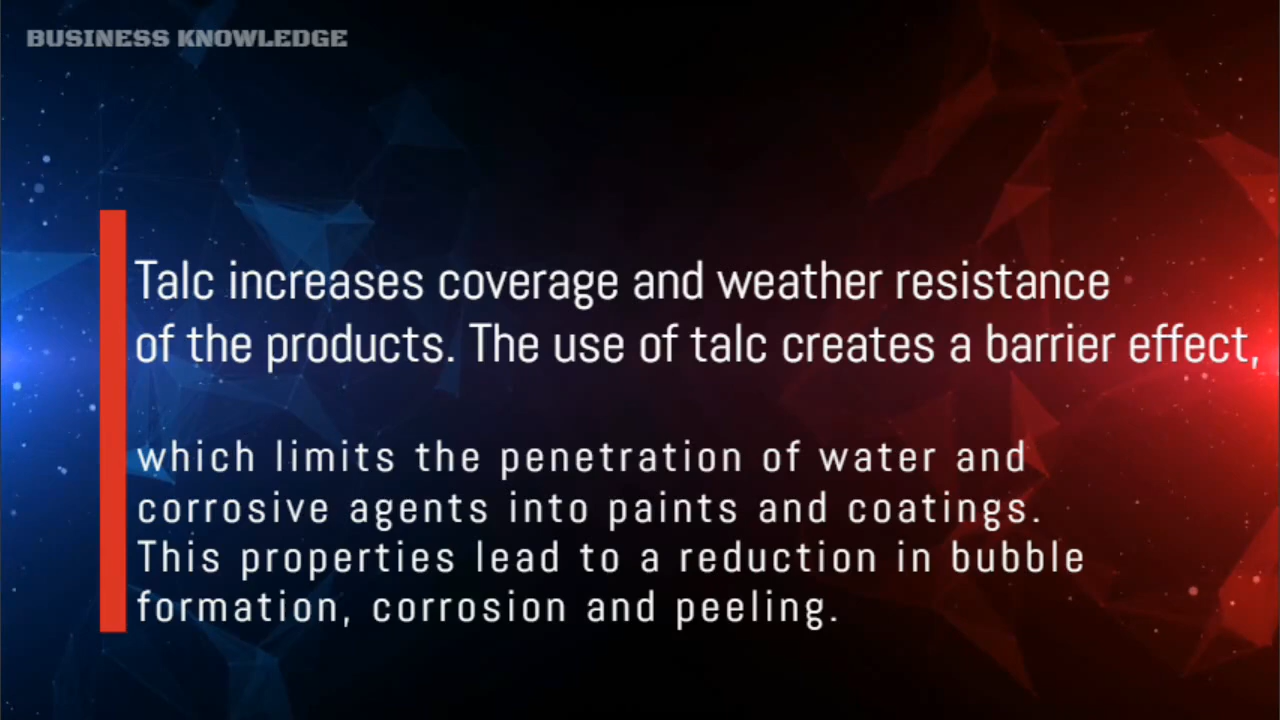 BUSINESS KNOWLEDGE
Talc increases coverage and weather resistance
of the products. The use of talc creates a barrier effect,
which limits the penetration of water and
corrosive agents into paints and coatings.
This properties lead to a reduction in bubble
formation, corrosion and peeling.